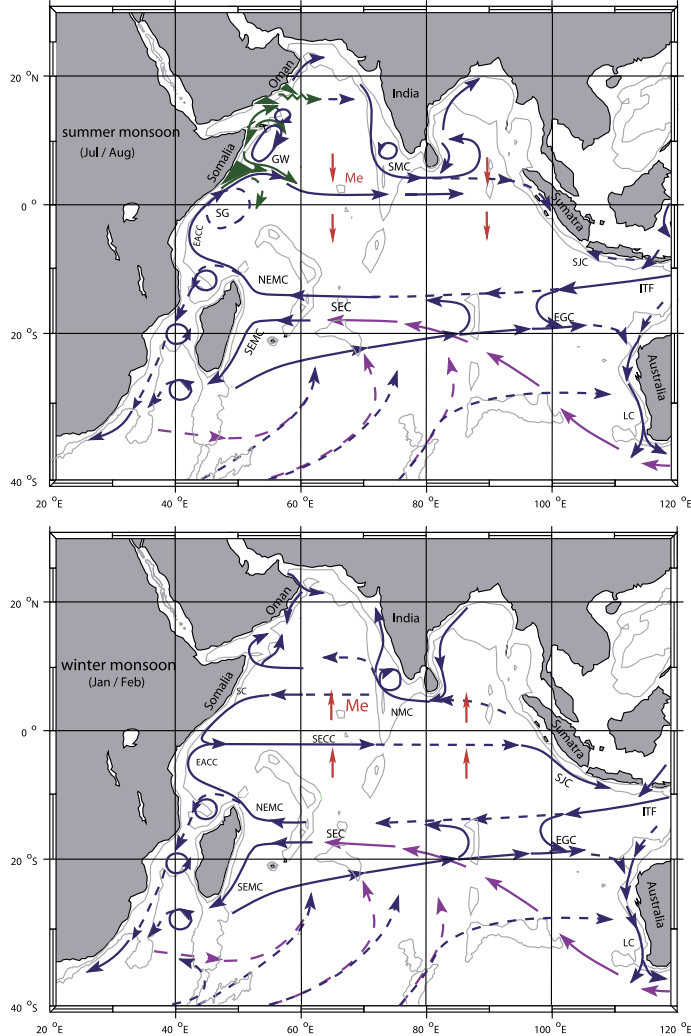 20 °N
Oman
India
summer monsoon
(Jul / Aug)
Somalia
GW
SMC
Me
Sumatra
0 °
SG
EACC
SJC
NEMC
ITF
SEC
EGC
20 °S
SEMC
Australia
LC
40 °S
20 °E
40 °E
60 °E
80 °E
100 °E
120 °E
20 °N
Oman
India
winter monsoon
(Jan / Feb)
Somalia
SC
Me
NMC
0 °
SECC
Sumatra
EACC
SJC
NEMC
ITF
SEC
EGC
20 °S
SEMC
Australia
LC
40 °S
20 °E
40 °E
60 °E
80 °E
100 °E
120 °E